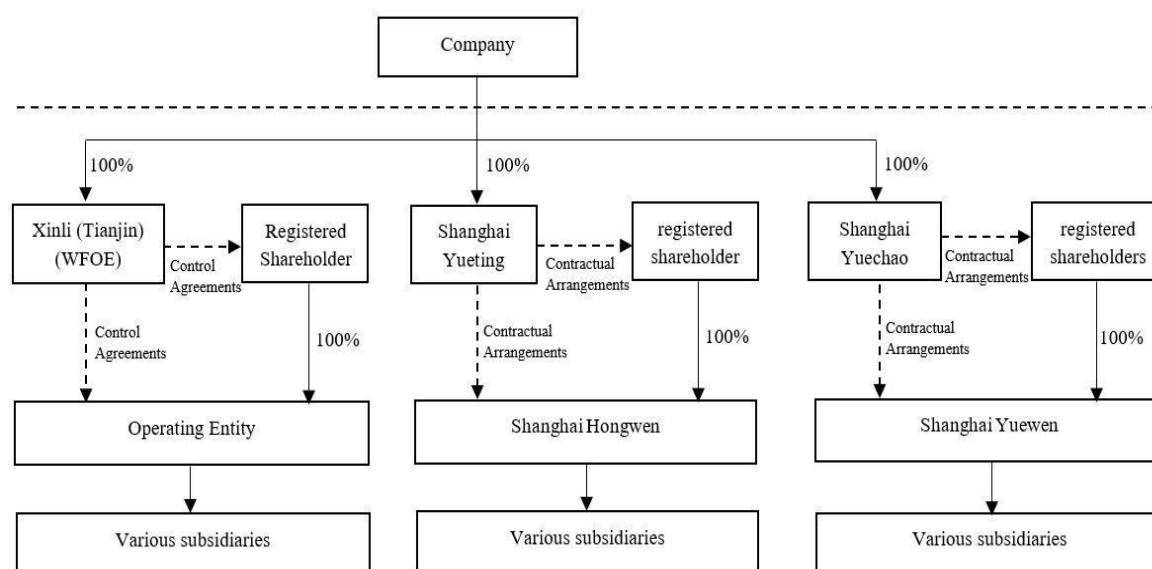 Company
100%
100%
100%
Xinli (Tianjin)
(WFOE)
Registered
Shareholder
Shanghai
Yueting
registered
shareholder
Shanghai
Yuechao
registered
shareholders
Control
Agreements
Contractual
Arrangements
Contractual
Arrangements
Control
Agreements
100%
Contractual
Arrangements
100%
Contractual
Arrangements
100%
Operating Entity
Shanghai Hongwen
Shanghai Yuewen
Various subsidiaries
Various subsidiaries
Various subsidiaries